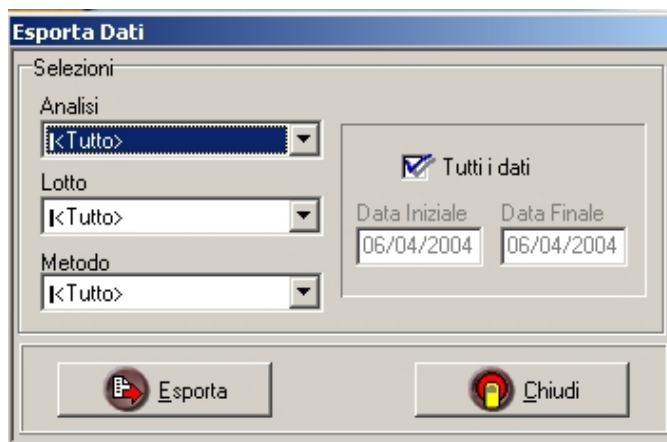 Esporta Dati
Selezioni
Analisi
<Tutto>
Lotto
<Tutto>
Metodo
<Tutto>
Tutti i dati
Data Iniziale Data Finale
06/04/2004 06/04/2004
Esporta Chiudi